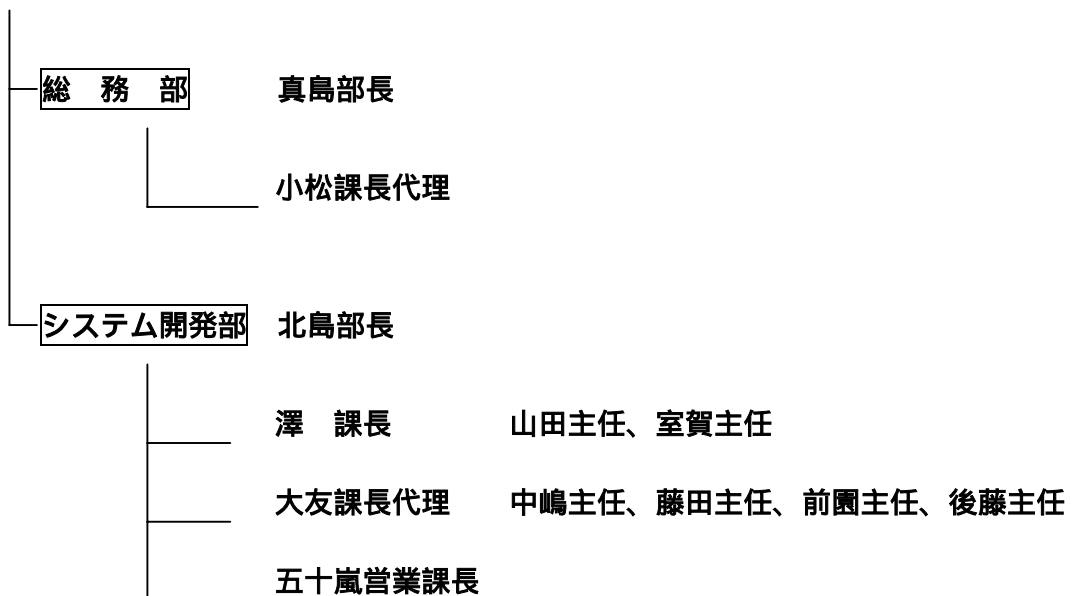 総　務　部　真島部長
小松課長代理
システム開発部　北島部長
澤　課長　山田主任、室賀主任
大友課長代理　中嶋主任、藤田主任、前園主任、後藤主任
五十嵐営業課長